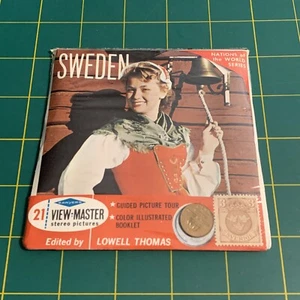 SWEDEN
NATIONS of
the WORLD
SERIES
21
SAWYER'S
VIEW-MASTER
stereo pictures
★ GUIDED PICTURE TOUR
★ COLOR ILLUSTRATED
BOOKLET
Edited by LOWELL THOMAS